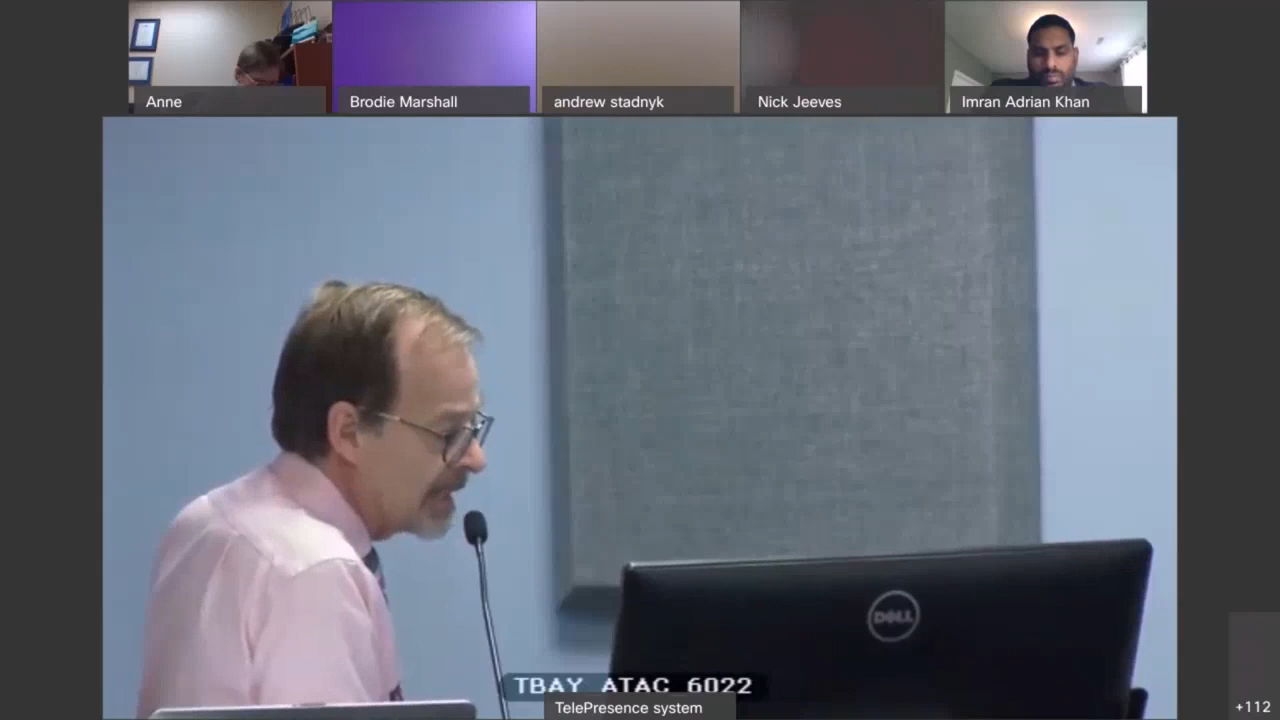 Anne
Brodie Marshall
andrew stadnyk
Nick Jeeves
Imran Adrian Khan
DELL
TBAY ATAC 6022
TelePresence system
+112